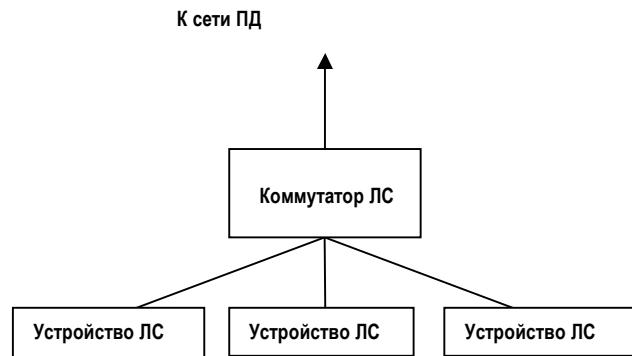 К сети ПД
Коммутатор ЛС
Устройство ЛС
Устройство ЛС
Устройство ЛС